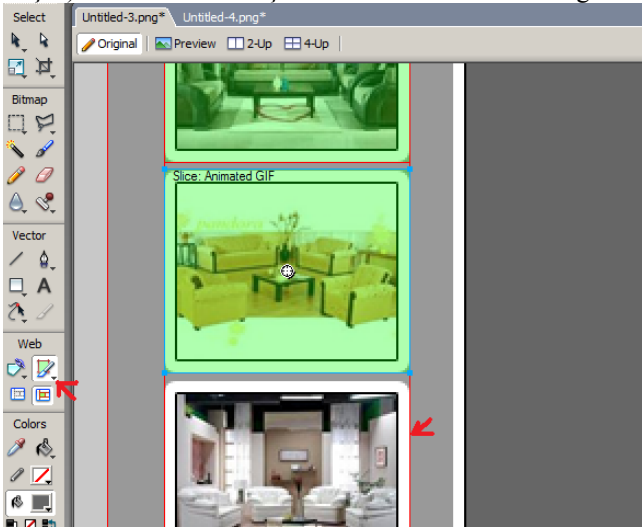 Select
Untitled-3.png* Untitled-4.png*
Original Preview 2-Up 4-Up
Bitmap
Slice: Animated GIF
pandora
Vector
Web
Colors